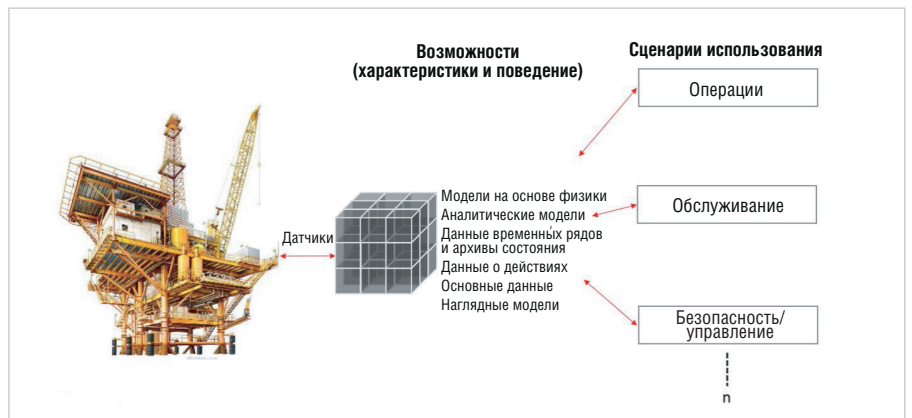 Возможности
(характеристики и поведение)
Сценарии использования
Операции
Датчики
Модели на основе физики
Аналитические модели
Данные временны́х рядов
и архивы состояния
Данные о действиях
Основные данные
Наглядные модели
Обслуживание
Безопасность/
управление
n